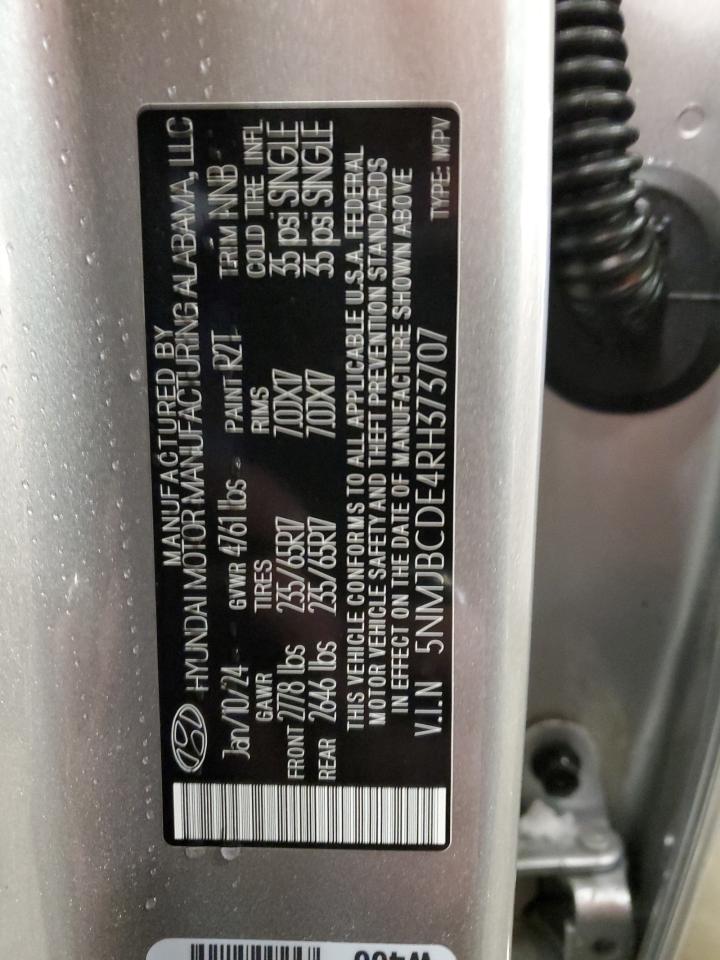 MANUFACTURED BY
HYUNDAI MOTOR MANUFACTURING ALABAMA, LLC
Jan/10/24 GVWR 4761 lbs PAINT R2T TRIM NNB
GAWR TIRES RIMS COLD TIRE INFL
FRONT 2778 lbs 235/65R17 7.0JX17 35 psi SINGLE
REAR 2646 lbs 235/65R17 7.0JX17 35 psi SINGLE
THIS VEHICLE CONFORMS TO ALL APPLICABLE U.S.A. FEDERAL
MOTOR VEHICLE SAFETY AND THEFT PREVENTION STANDARDS
IN EFFECT ON THE DATE OF MANUFACTURE SHOWN ABOVE
V.I.N 5NMJBCDE4RH373707 TYPE: MPV